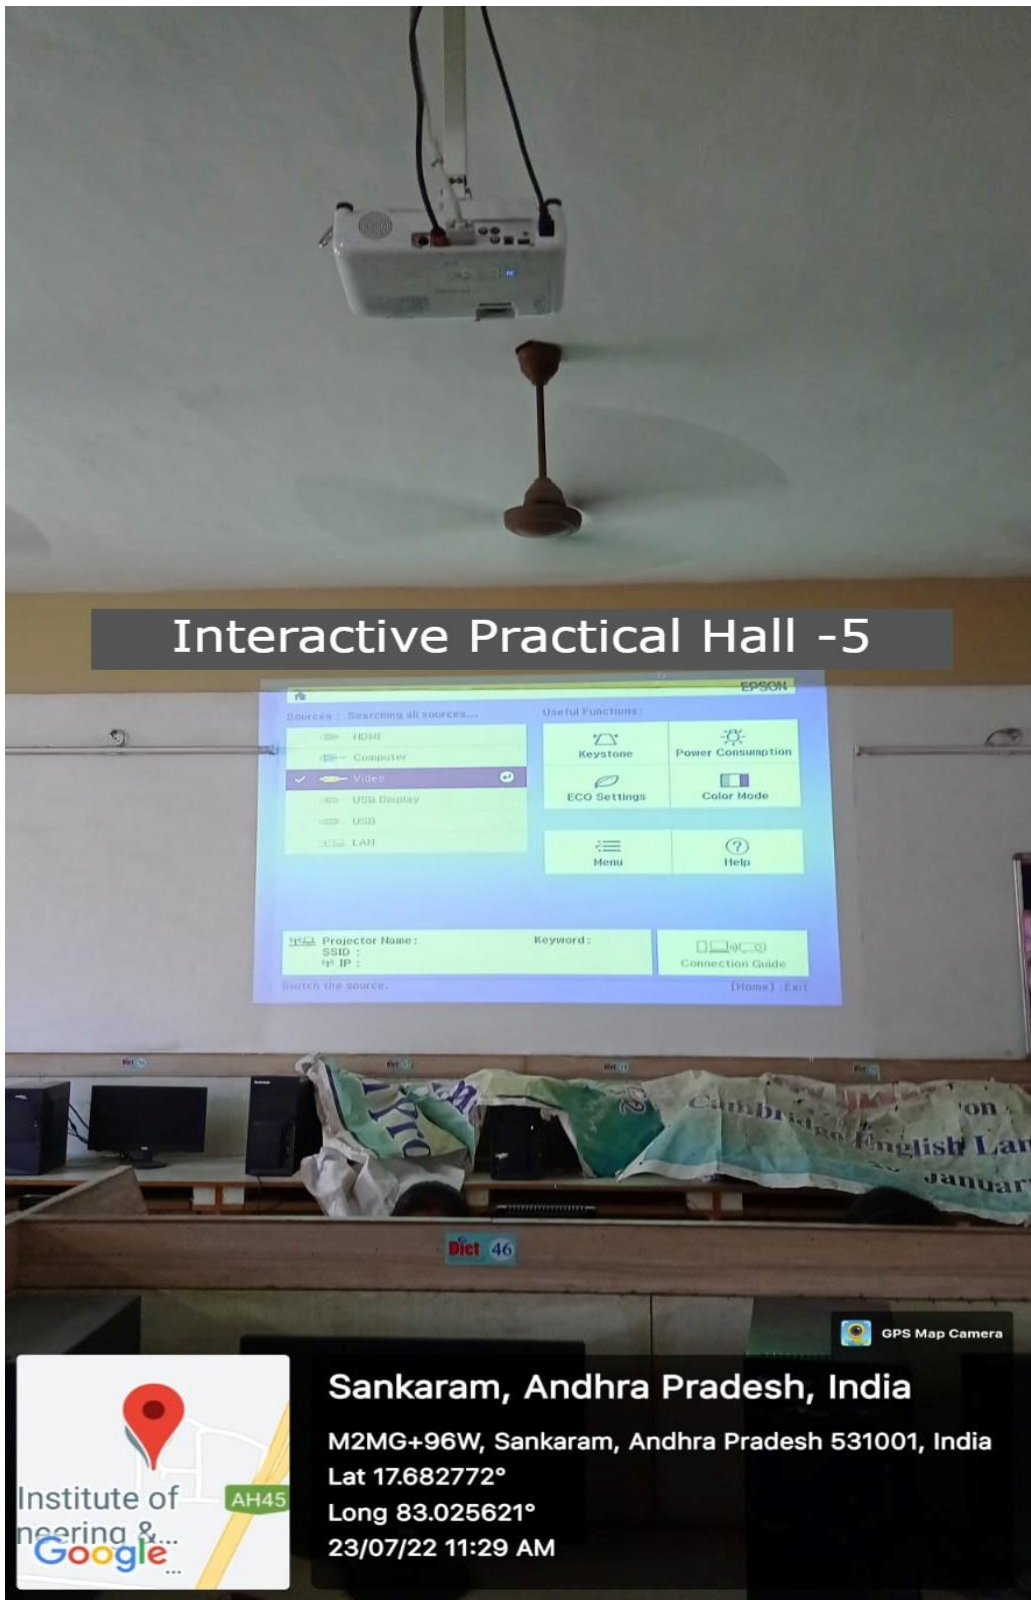 Interactive Practical Hall -5
EPSON
Sources : Searching all sources...
Useful Functions:
HDMI
Computer
Video
USB Display
USB
LAN
Keystone
Power Consumption
ECO Settings
Color Mode
Menu
Help
Projector Name :
Keyword :
SSID :
IP :
Connection Guide
Switch the source.
[Home] :Exit
Cambridge English Lan
on
Januar
Dict 46
GPS Map Camera
Sankaram, Andhra Pradesh, India
M2MG+96W, Sankaram, Andhra Pradesh 531001, India
Lat 17.682772°
Long 83.025621°
23/07/22 11:29 AM
Institute of
neering &...
AH45
Google